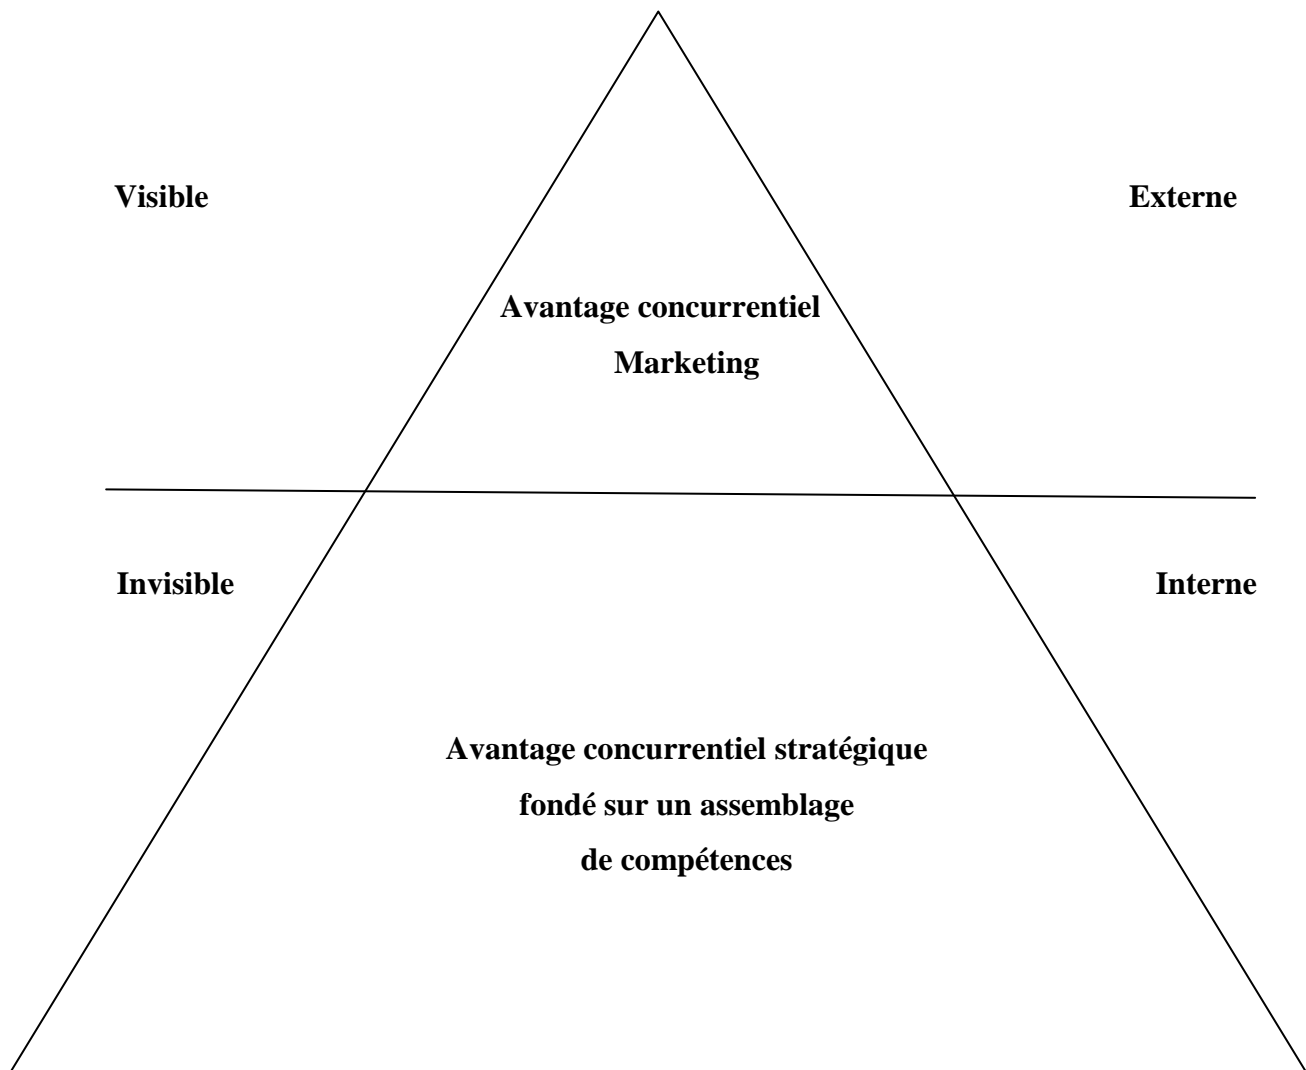 Visible
Externe
Avantage concurrentiel
Marketing
Invisible
Interne
Avantage concurrentiel stratégique
fondé sur un assemblage
de compétences